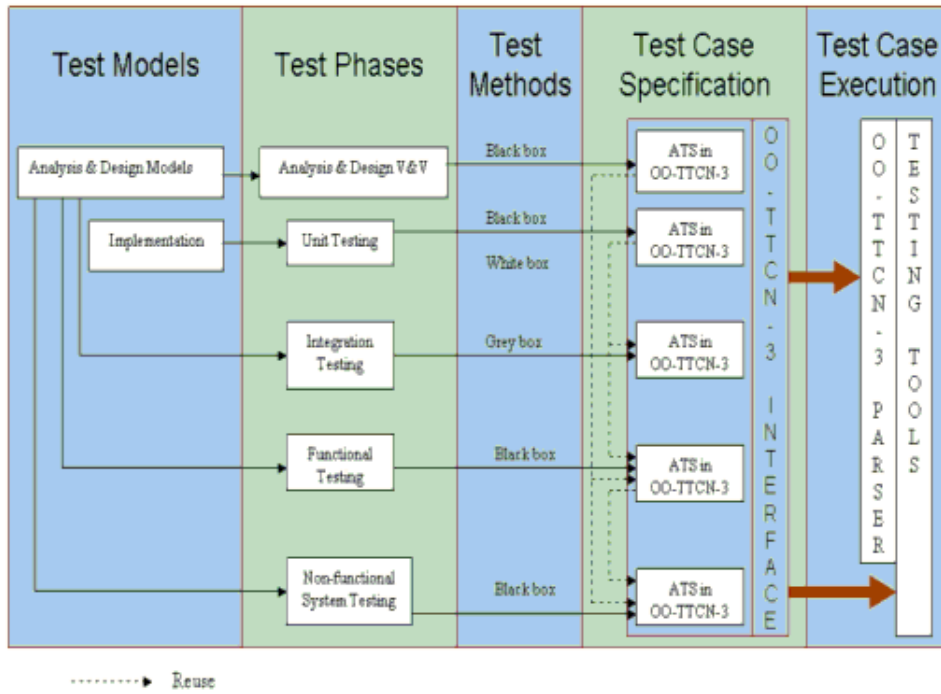 Test Models
Test Phases
Test
Methods
Test Case
Specification
Test Case
Execution
Analysis & Design Models
Analysis & Design V&V
Black box
ATS in
OO-TTCN-3
Implementation
Unit Testing
Black box
White box
ATS in
OO-TTCN-3
Integration
Testing
Grey box
ATS in
OO-TTCN-3
Functional
Testing
Black box
ATS in
OO-TTCN-3
Non-functional
System Testing
Black box
ATS in
OO-TTCN-3
OO-TTCN-3 INTERFACE
OO-TTCN-3 PARSER
TESTING TOOLS
Reuse